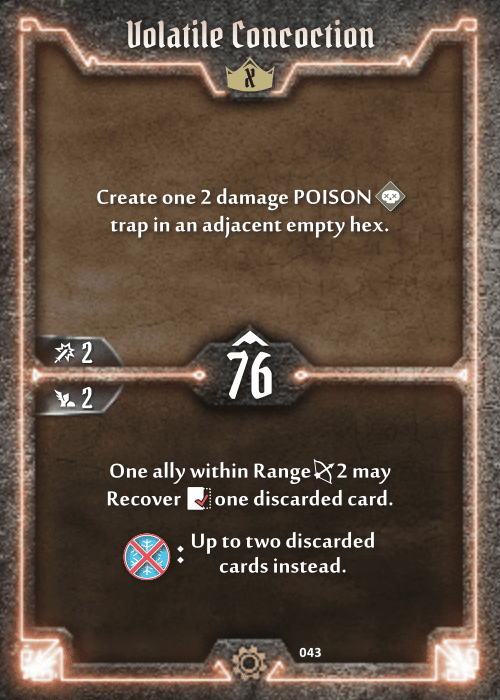 Volatile Concoction
X
Create one 2 damage POISON
trap in an adjacent empty hex.
2
76
2
One ally within Range 2 may
Recover one discarded card.
: Up to two discarded
cards instead.
043